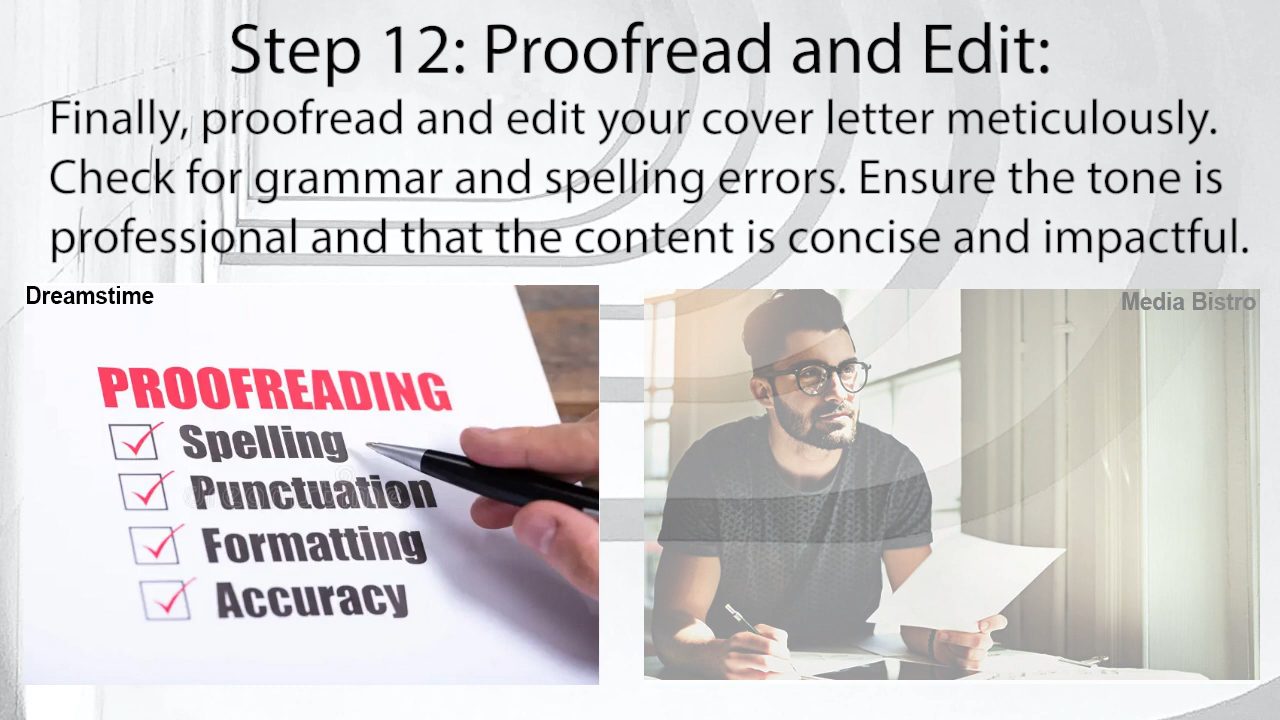 Step 12: Proofread and Edit:
Finally, proofread and edit your cover letter meticulously.
Check for grammar and spelling errors. Ensure the tone is
professional and that the content is concise and impactful.
Dreamstime
PROOFREADING
Spelling
Punctuation
Formatting
Accuracy
Media Bistro